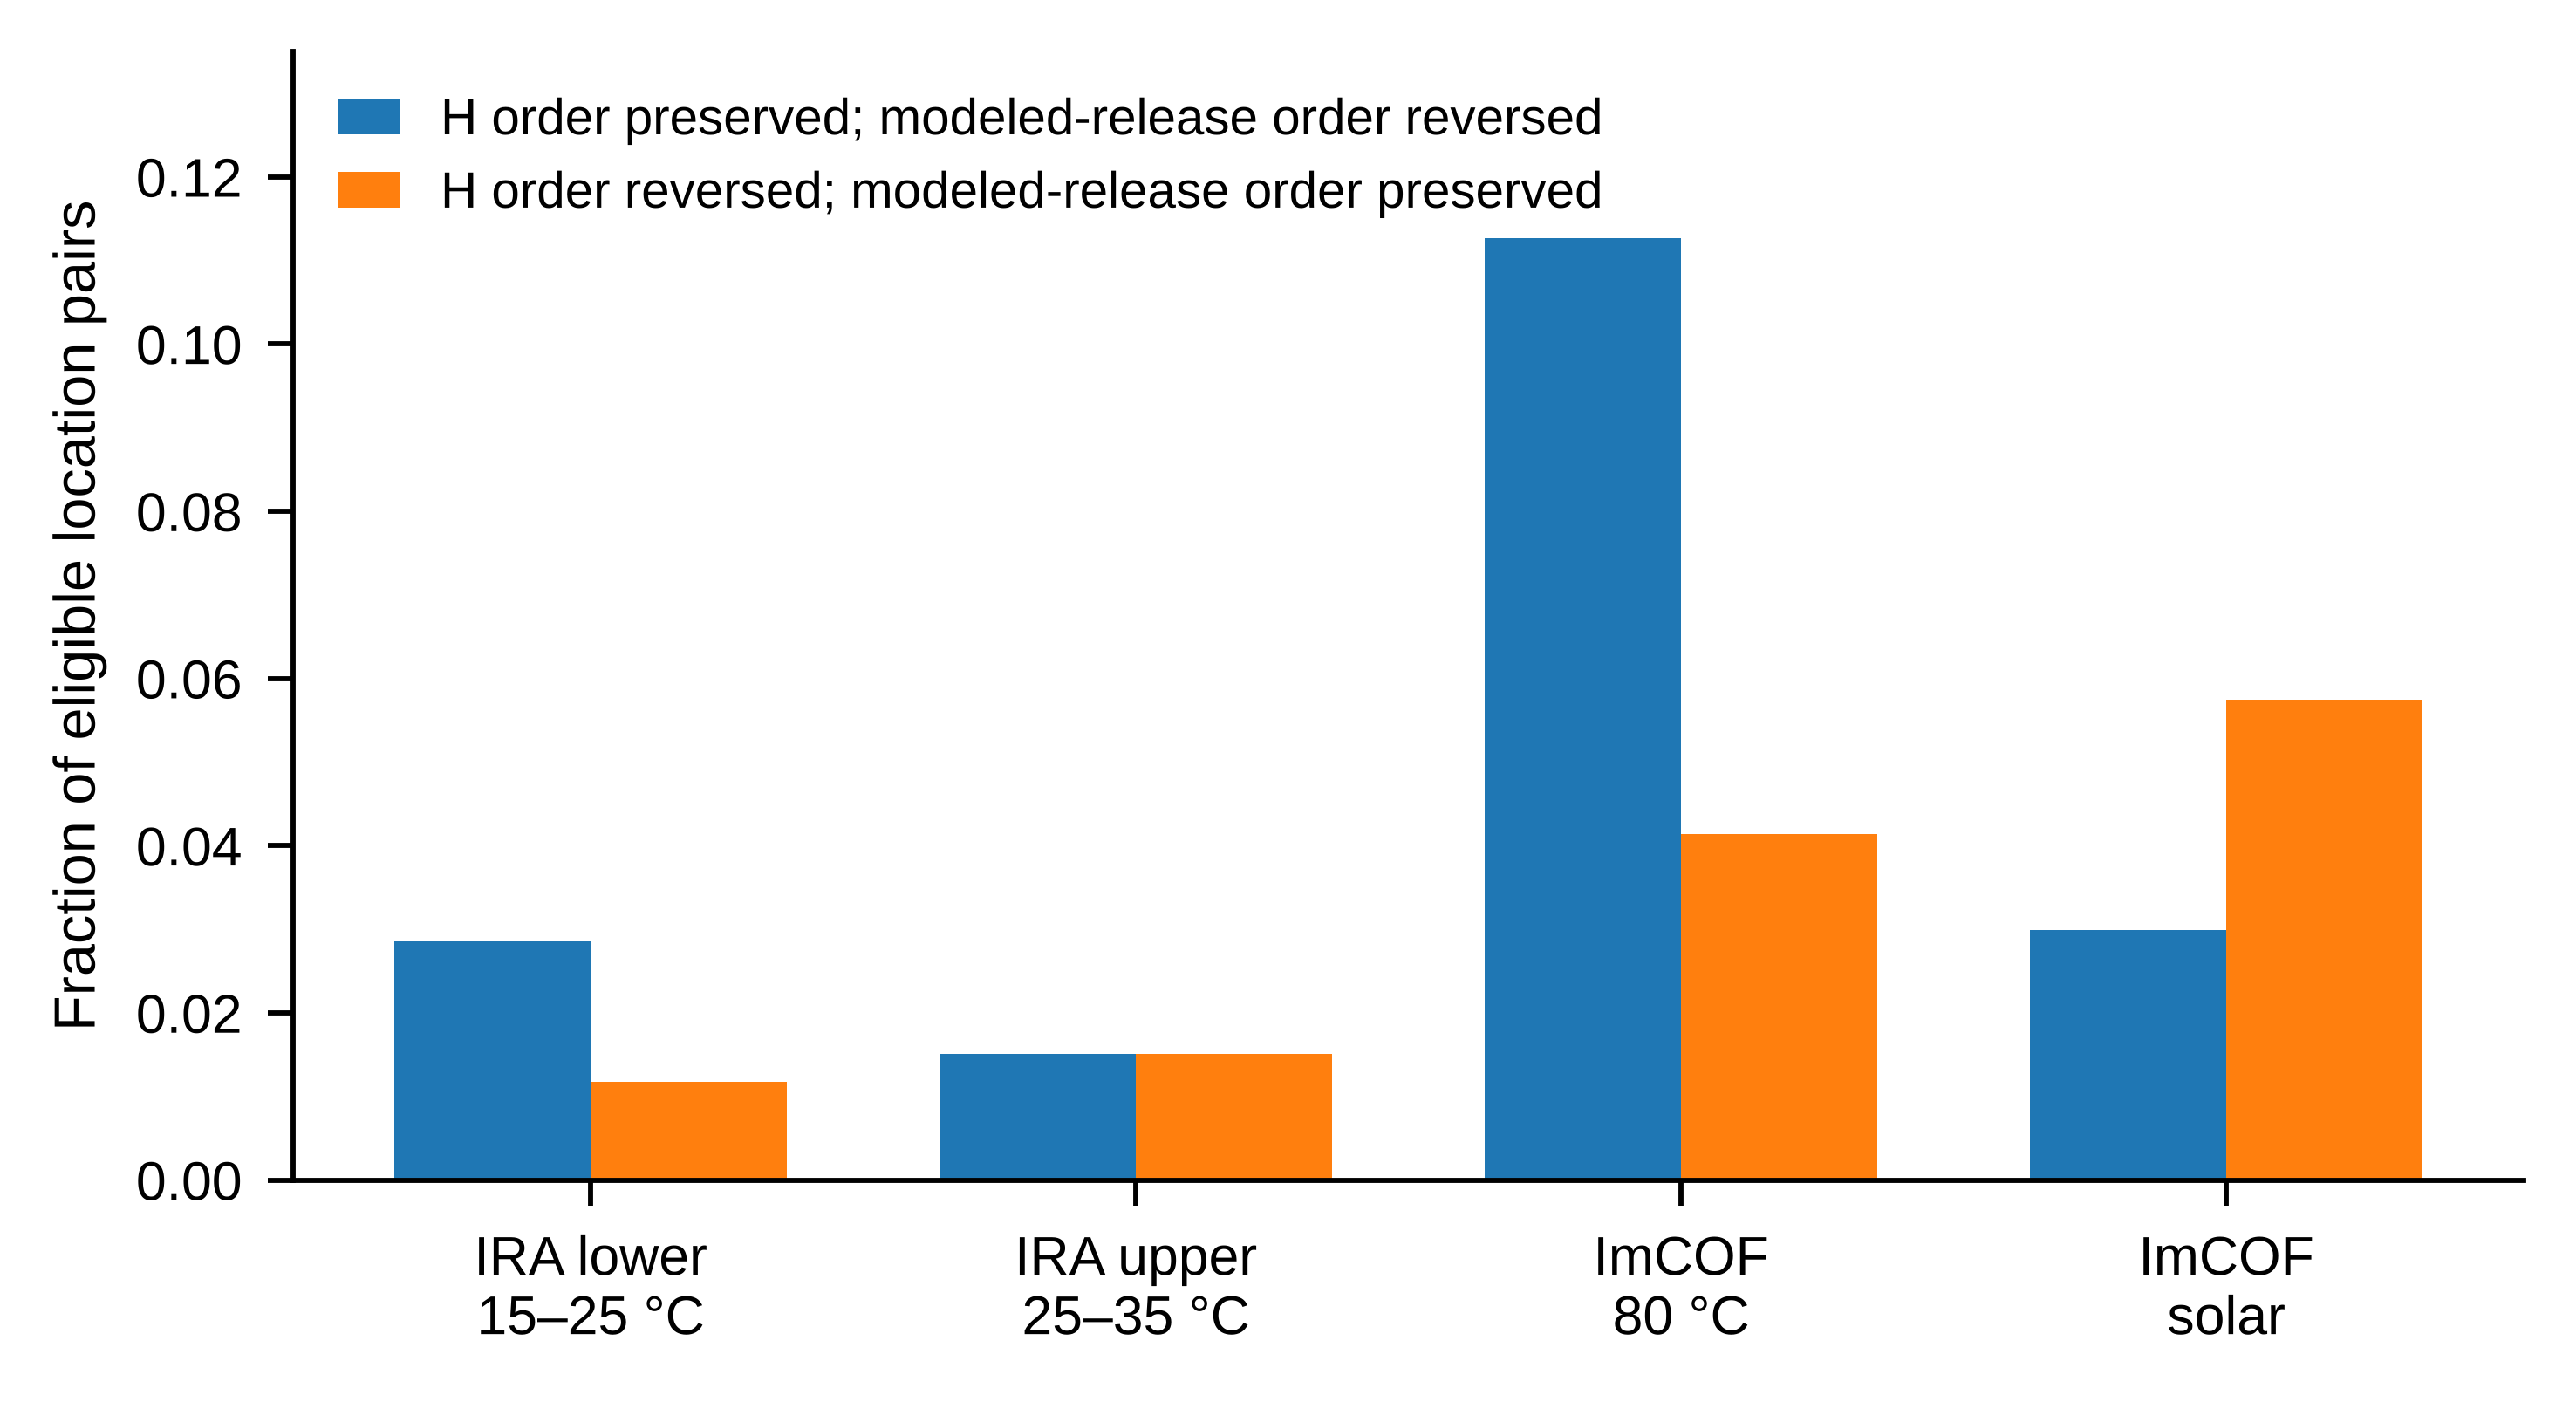 H order preserved; modeled-release order reversed
H order reversed; modeled-release order preserved
Fraction of eligible location pairs
0.12
0.10
0.08
0.06
0.04
0.02
0.00
IRA lower
15–25 °C
IRA upper
25–35 °C
ImCOF
80 °C
ImCOF
solar